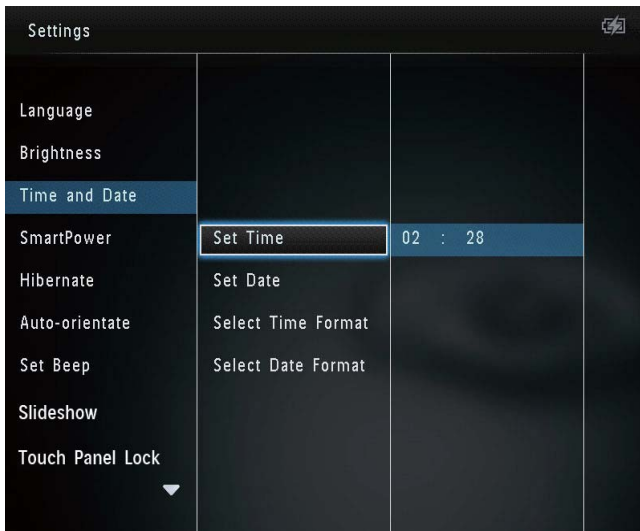 Settings
Language
Brightness
Time and Date
SmartPower
Hibernate
Auto-orientate
Set Beep
Slideshow
Touch Panel Lock
Set Time
Set Date
Select Time Format
Select Date Format
02 : 28